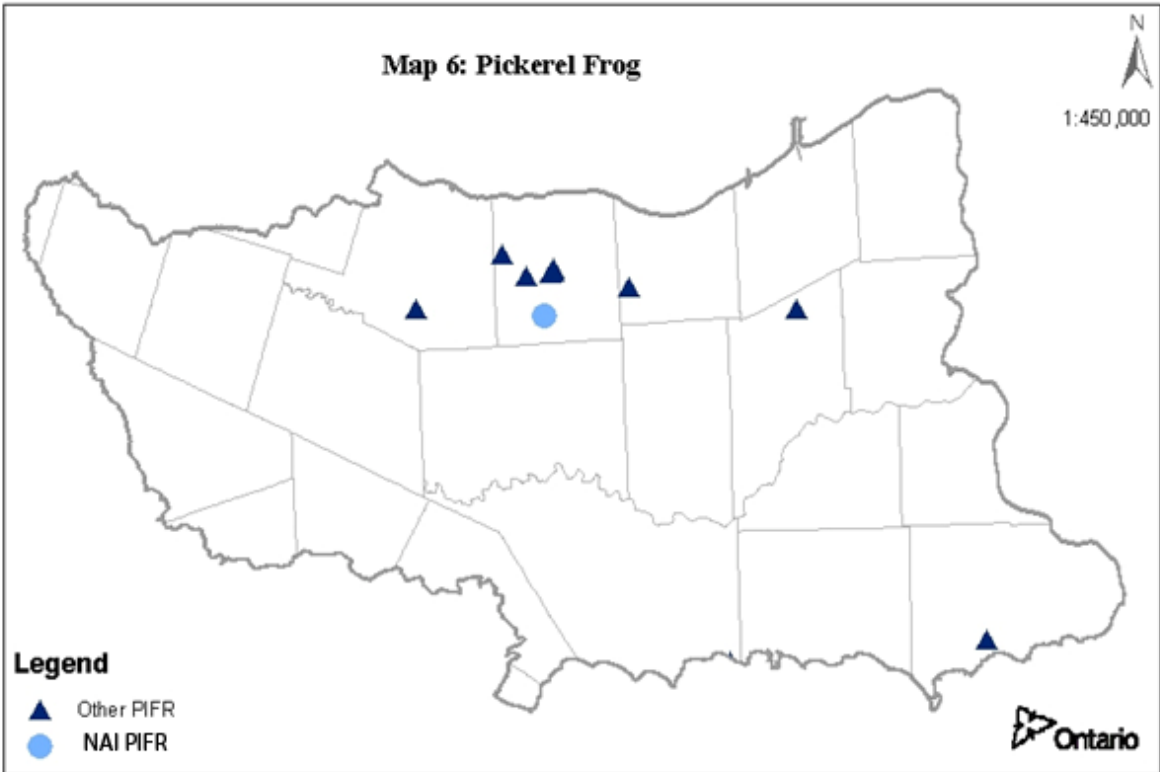 Map 6: Pickerel Frog
N
1:450,000
Legend
Other PIFR
NAI PIFR
Ontario